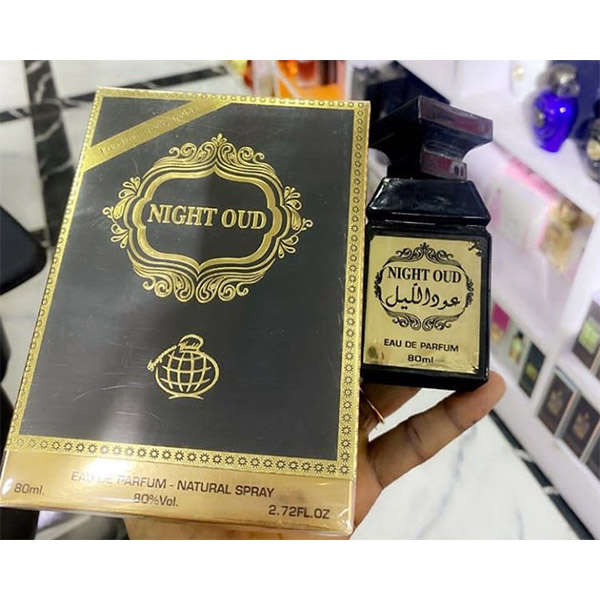 NIGHT OUD
EAU DE PARFUM - NATURAL SPRAY
80ml.
80%Vol.
2.72FL.OZ
NIGHT OUD
عود الليل
EAU DE PARFUM
80ml